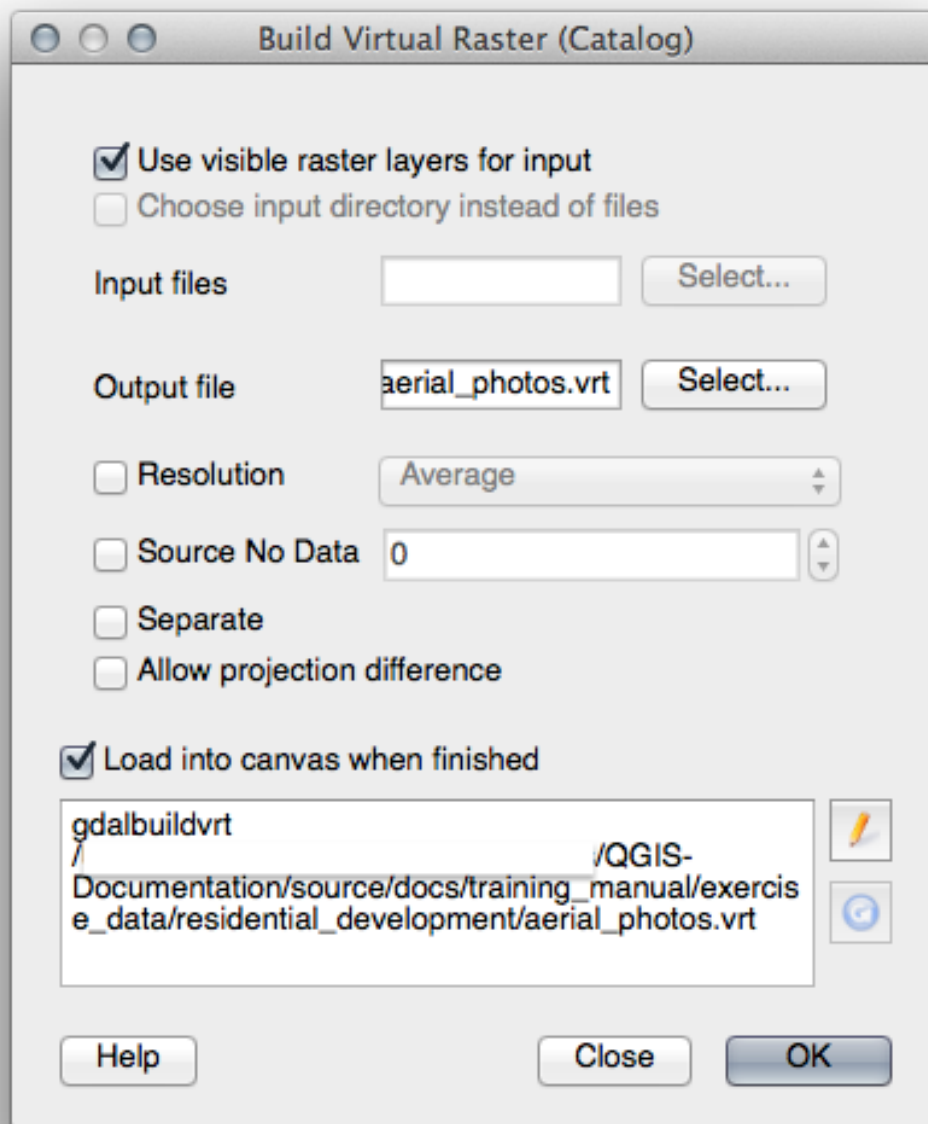 Build Virtual Raster (Catalog)
Use visible raster layers for input
Choose input directory instead of files
Input files Select...
Output file aerial_photos.vrt Select...
Resolution Average
Source No Data 0
Separate
Allow projection difference
Load into canvas when finished
gdalbuildvrt
/ /QGIS-
Documentation/source/docs/training_manual/exercis
e_data/residential_development/aerial_photos.vrt
Help Close OK